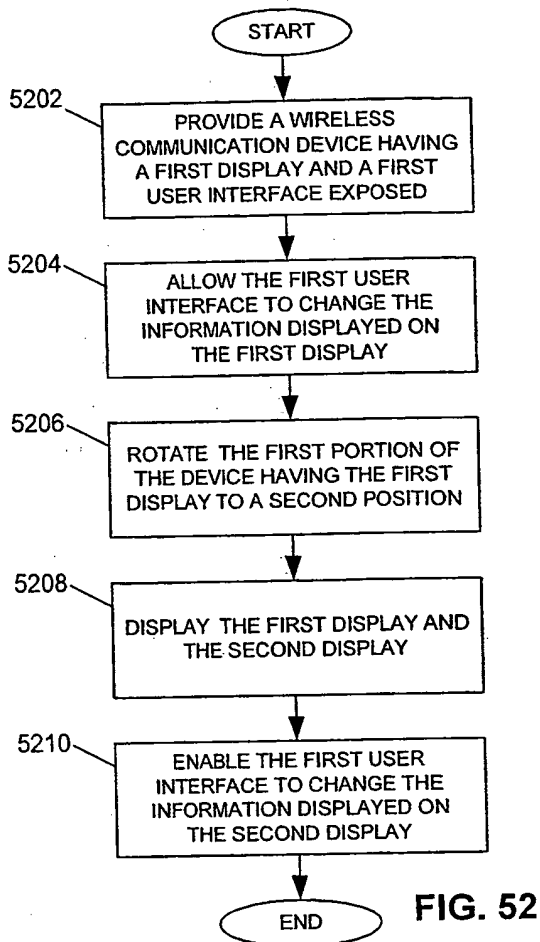 START
5202
PROVIDE A WIRELESS
COMMUNICATION DEVICE HAVING
A FIRST DISPLAY AND A FIRST
USER INTERFACE EXPOSED
5204
ALLOW THE FIRST USER
INTERFACE TO CHANGE THE
INFORMATION DISPLAYED ON
THE FIRST DISPLAY
5206
ROTATE THE FIRST PORTION OF
THE DEVICE HAVING THE FIRST
DISPLAY TO A SECOND POSITION
5208
DISPLAY THE FIRST DISPLAY AND
THE SECOND DISPLAY
5210
ENABLE THE FIRST USER
INTERFACE TO CHANGE THE
INFORMATION DISPLAYED ON
THE SECOND DISPLAY
END
FIG. 52